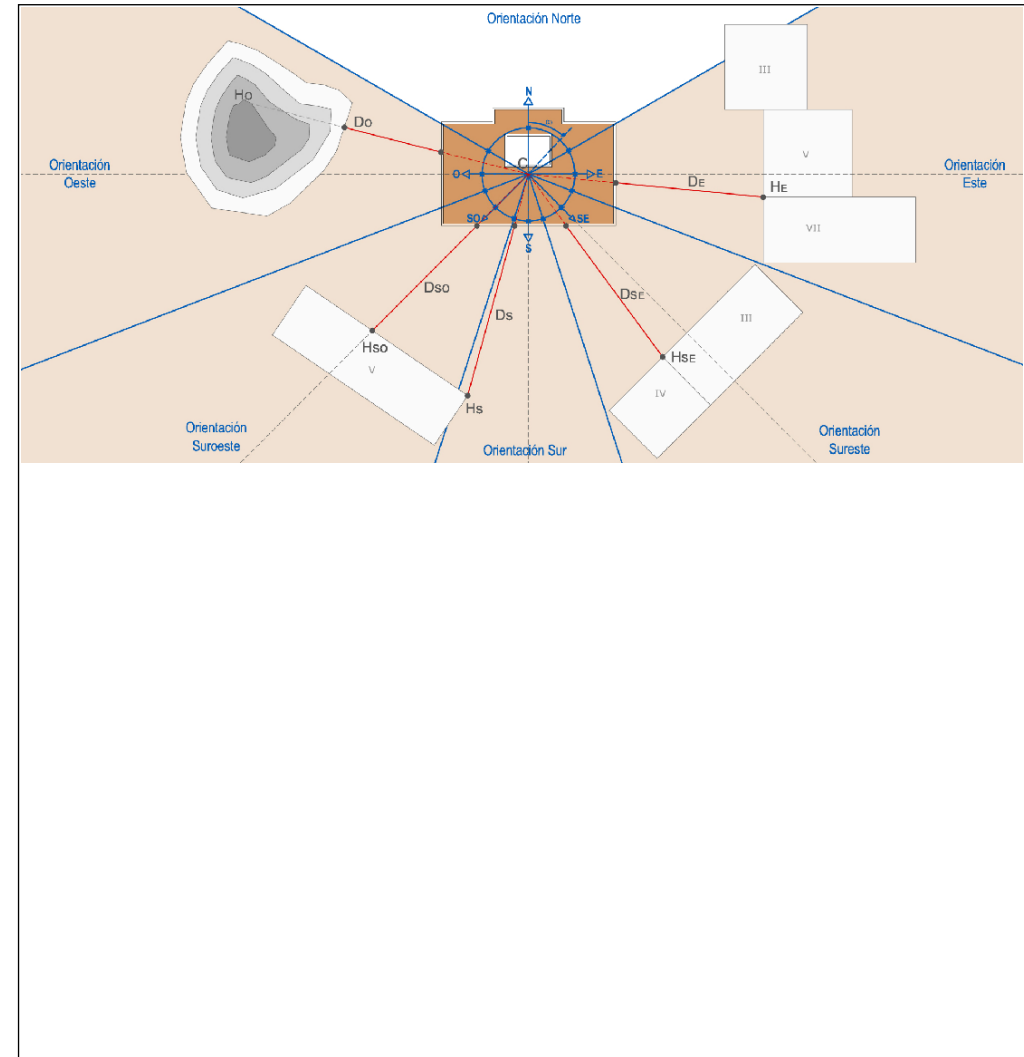 Orientación Norte
III
Ho
N
Do
V
Orientación
Oeste
C
Orientación
Este
O
E
DE
HE
SO
SE
S
VII
Dso
DsE
Ds
III
Hso
V
HsE
IV
Hs
Orientación
Suroeste
Orientación Sur
Orientación
Sureste